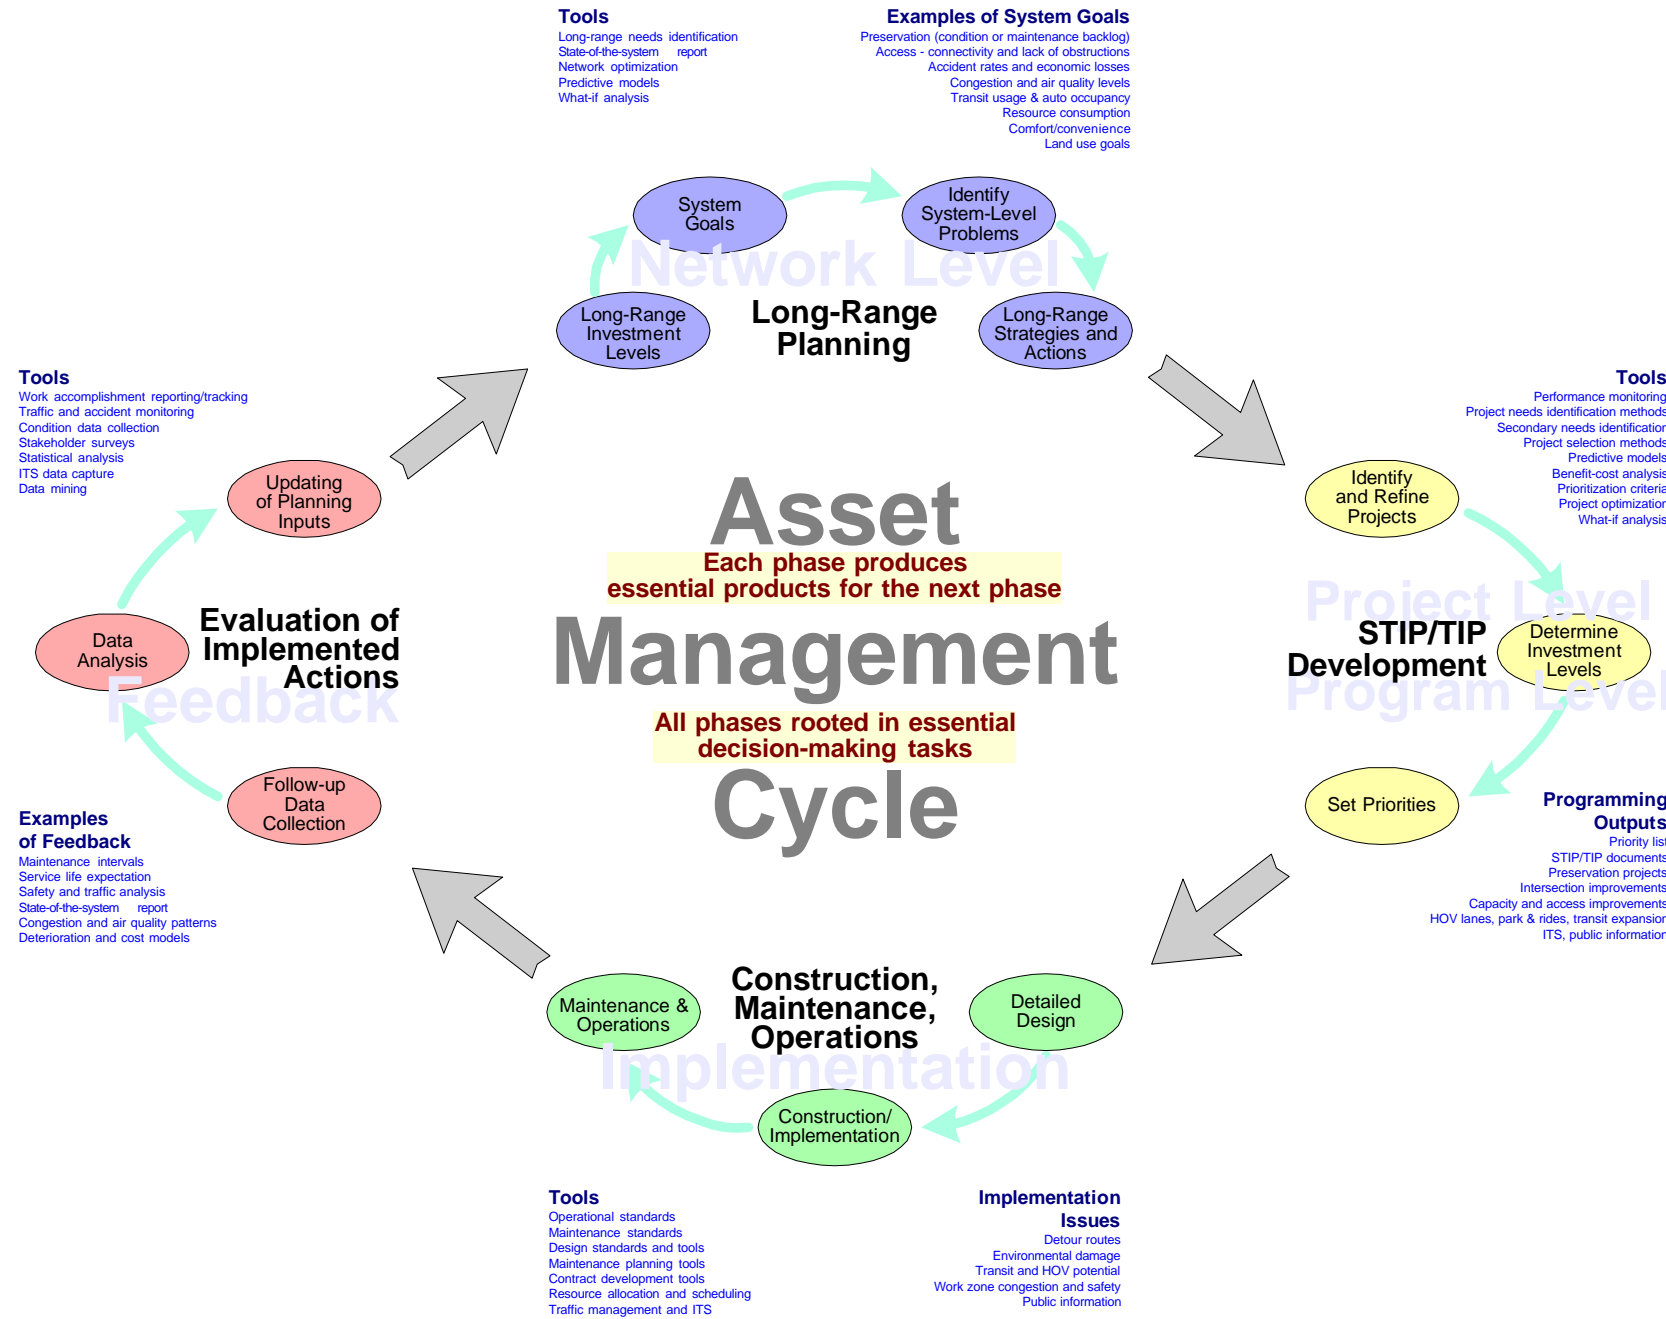 Tools
Long-range needs identification
State-of-the-system report
Network optimization
Predictive models
What-if analysis
Examples of System Goals
Preservation (condition or maintenance backlog)
Access - connectivity and lack of obstructions
Accident rates and economic losses
Congestion and air quality levels
Transit usage & auto occupancy
Resource consumption
Comfort/convenience
Land use goals
System
Goals
Identify
System-Level
Problems
Network Level
Long-Range
Investment
Levels
Long-Range
Planning
Long-Range
Strategies and
Actions
Tools
Work accomplishment reporting/tracking
Traffic and accident monitoring
Condition data collection
Stakeholder surveys
Statistical analysis
ITS data capture
Data mining
Tools
Performance monitoring
Project needs identification methods
Secondary needs identification
Project selection methods
Predictive models
Benefit-cost analysis
Prioritization criteria
Project optimization
What-if analysis
Updating
of Planning
Inputs
Identify
and Refine
Projects
Asset
Each phase produces
essential products for the next phase
Management
All phases rooted in essential
decision-making tasks
Cycle
Data
Analysis
Evaluation of
Implemented
Actions
Feedback
Project Level
STIP/TIP
Development
Determine
Investment
Levels
Program Level
Follow-up
Data
Collection
Set Priorities
Examples
of Feedback
Maintenance intervals
Service life expectation
Safety and traffic analysis
State-of-the-system report
Congestion and air quality patterns
Deterioration and cost models
Programming
Outputs
Priority list
STIP/TIP documents
Preservation projects
Intersection improvements
Capacity and access improvements
HOV lanes, park & rides, transit expansion
ITS, public information
Maintenance &
Operations
Construction,
Maintenance,
Operations
Detailed
Design
Implementation
Construction/
Implementation
Tools
Operational standards
Maintenance standards
Design standards and tools
Maintenance planning tools
Contract development tools
Resource allocation and scheduling
Traffic management and ITS
Implementation
Issues
Detour routes
Environmental damage
Transit and HOV potential
Work zone congestion and safety
Public information